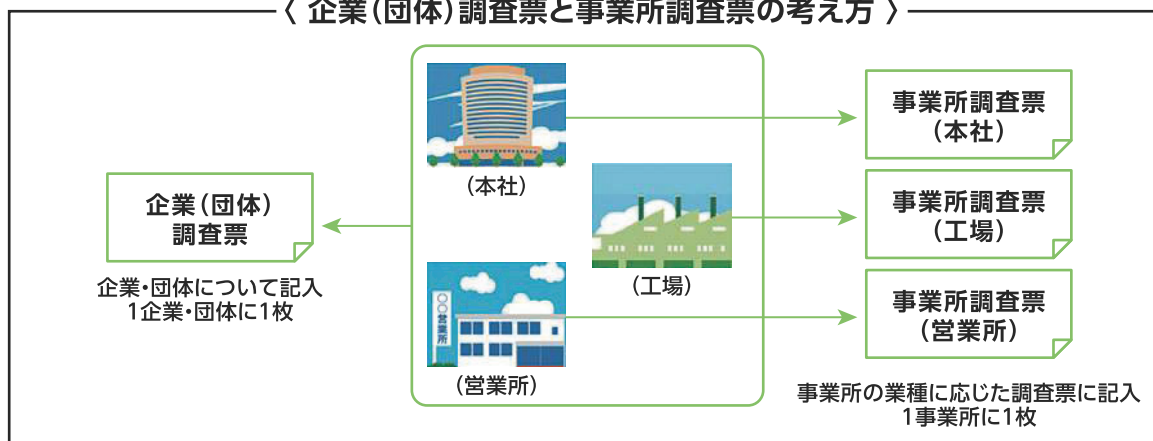 〈 企業(団体)調査票と事業所調査票の考え方 〉
企業(団体)
調査票
企業・団体について記入
1企業・団体に1枚
(本社)
(工場)
〇〇営業所
(営業所)
事業所調査票
(本社)
事業所調査票
(工場)
事業所調査票
(営業所)
事業所の業種に応じた調査票に記入
1事業所に1枚